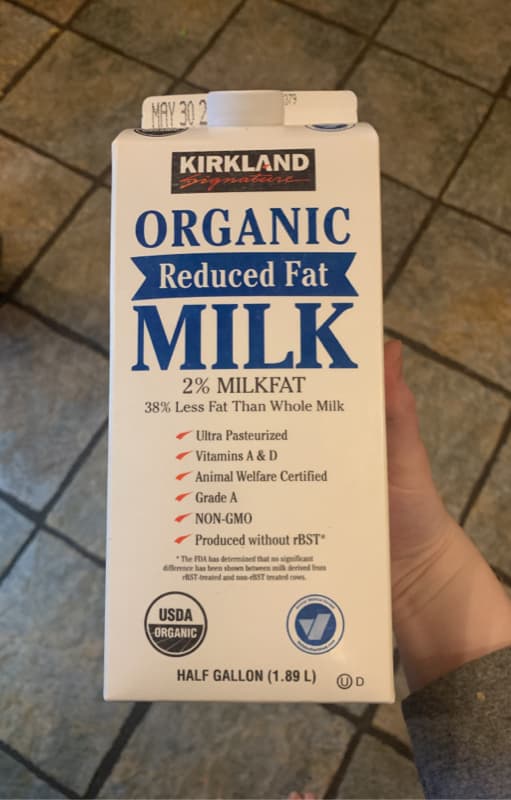 MAY 30 2
379
KIRKLAND
Signature
ORGANIC
Reduced Fat
MILK
2% MILKFAT
38% Less Fat Than Whole Milk
Ultra Pasteurized
Vitamins A & D
Animal Welfare Certified
Grade A
NON-GMO
Produced without rBST*
* The FDA has determined that no significant
difference has been shown between milk derived from
rBST-treated and non-rBST treated cows.
USDA
ORGANIC
HALF GALLON (1.89 L)
U D